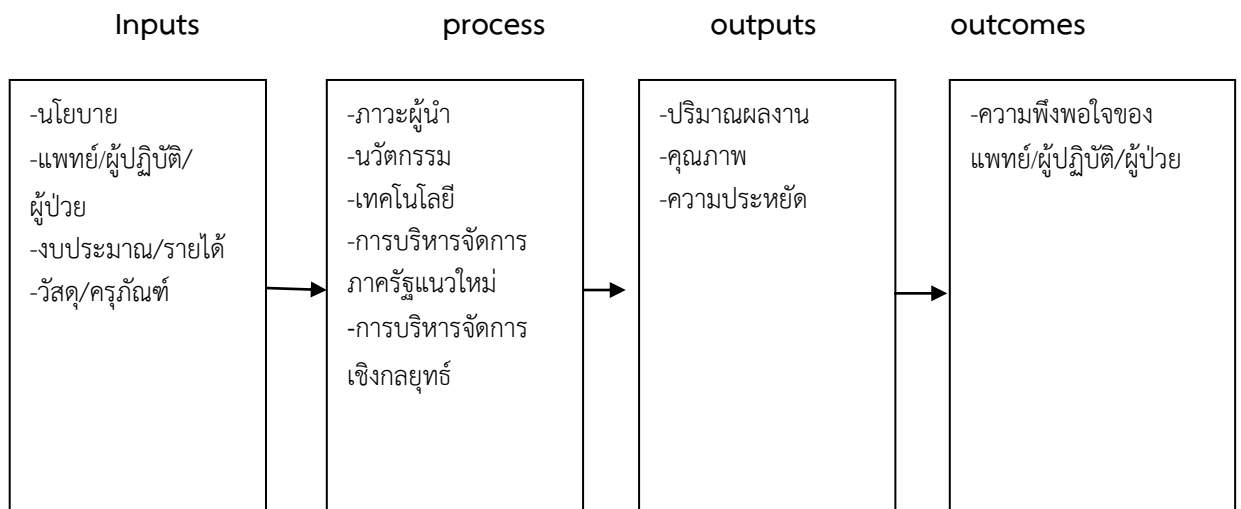 Inputs process outputs outcomes
-นโยบาย
-แพทย์/ผู้ปฏิบัติ/
ผู้ป่วย
-งบประมาณ/รายได้
-วัสดุ/ครุภัณฑ์
-ภาวะผู้นำ
-นวัตกรรม
-เทคโนโลยี
-การบริหารจัดการ
ภาครัฐแนวใหม่
-การบริหารจัดการ
เชิงกลยุทธ์
-ปริมาณผลงาน
-คุณภาพ
-ความประหยัด
-ความพึงพอใจของ
แพทย์/ผู้ปฏิบัติ/ผู้ป่วย